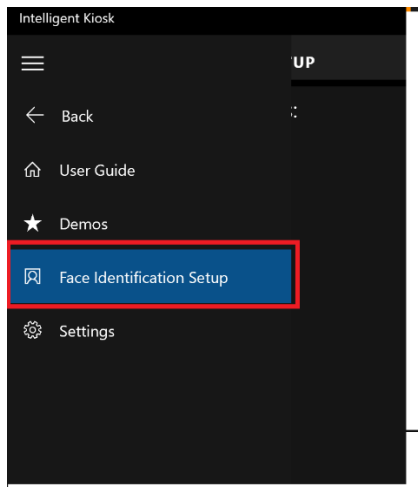 Intelligent Kiosk
UP
Back
:
User Guide
Demos
Face Identification Setup
Settings